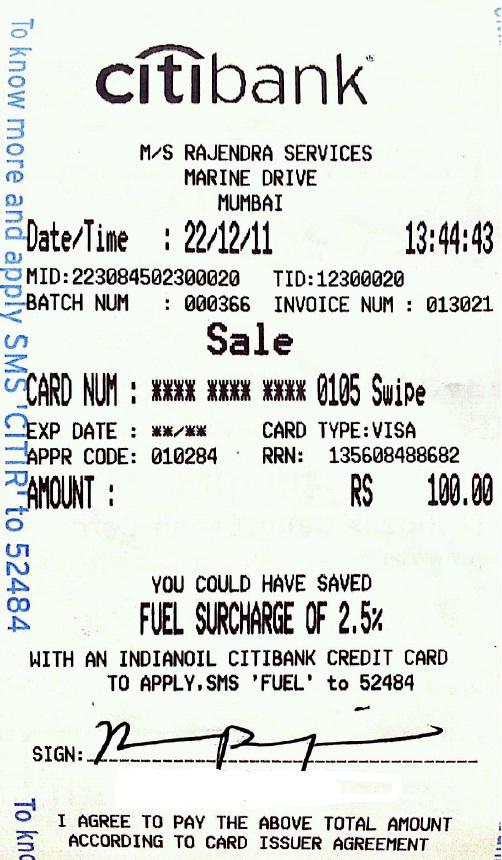 citibank
M/S RAJENDRA SERVICES
MARINE DRIVE
MUMBAI
Date/Time : 22/12/11 13:44:43
MID:223084502300020 TID:12300020
BATCH NUM : 000366 INVOICE NUM : 013021
Sale
CARD NUM : **** **** **** 0105 Swipe
EXP DATE : **/** CARD TYPE:VISA
APPR CODE: 010284 RRN: 135608488682
AMOUNT : RS 100.00
YOU COULD HAVE SAVED
FUEL SURCHARGE OF 2.5%
WITH AN INDIANOIL CITIBANK CREDIT CARD
TO APPLY.SMS 'FUEL' to 52484
SIGN:
I AGREE TO PAY THE ABOVE TOTAL AMOUNT
ACCORDING TO CARD ISSUER AGREEMENT
To know more and apply SMS 'CITIR' to 52484
To kno